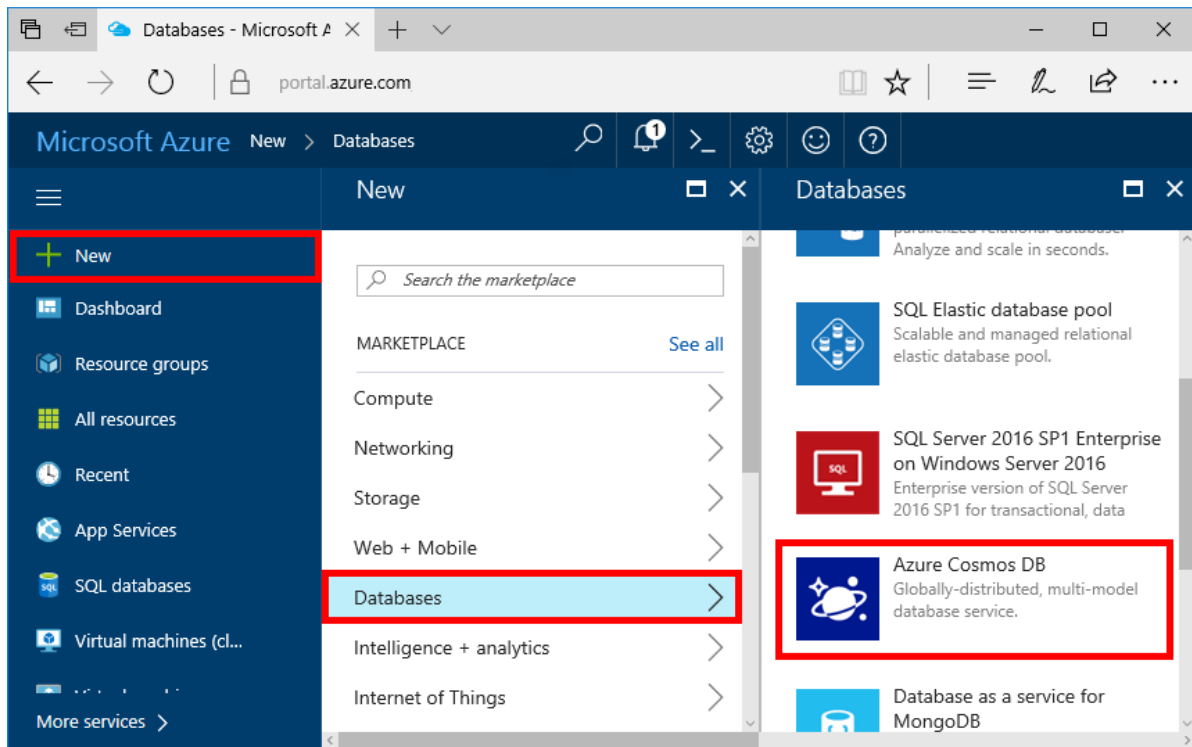 Databases - Microsoft A
portal.azure.com
Microsoft Azure New > Databases
1
New
Databases
New
Dashboard
Resource groups
All resources
Recent
App Services
SQL
SQL databases
Virtual machines (cl...
More services >
Search the marketplace
MARKETPLACE
See all
Compute
Networking
Storage
Web + Mobile
Databases
Intelligence + analytics
Internet of Things
Analyze and scale in seconds.
SQL Elastic database pool
Scalable and managed relational
elastic database pool.
SQL
SQL Server 2016 SP1 Enterprise
on Windows Server 2016
Enterprise version of SQL Server
2016 SP1 for transactional, data
Azure Cosmos DB
Globally-distributed, multi-model
database service.
Database as a service for
MongoDB